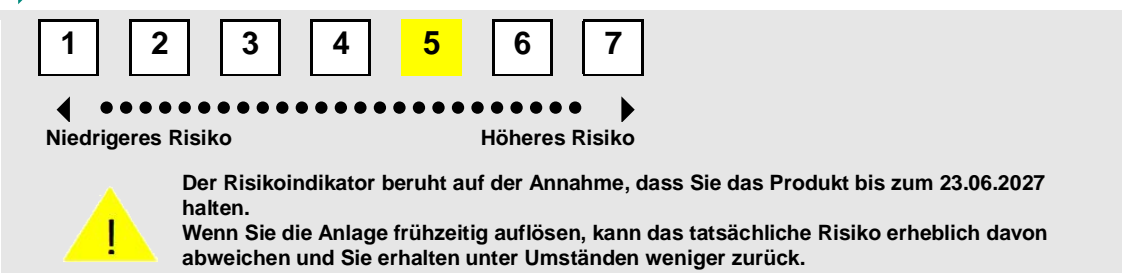 1 2 3 4 5 6 7
Niedrigeres Risiko Höheres Risiko
Der Risikoindikator beruht auf der Annahme, dass Sie das Produkt bis zum 23.06.2027
halten.
! Wenn Sie die Anlage frühzeitig auflösen, kann das tatsächliche Risiko erheblich davon
abweichen und Sie erhalten unter Umständen weniger zurück.